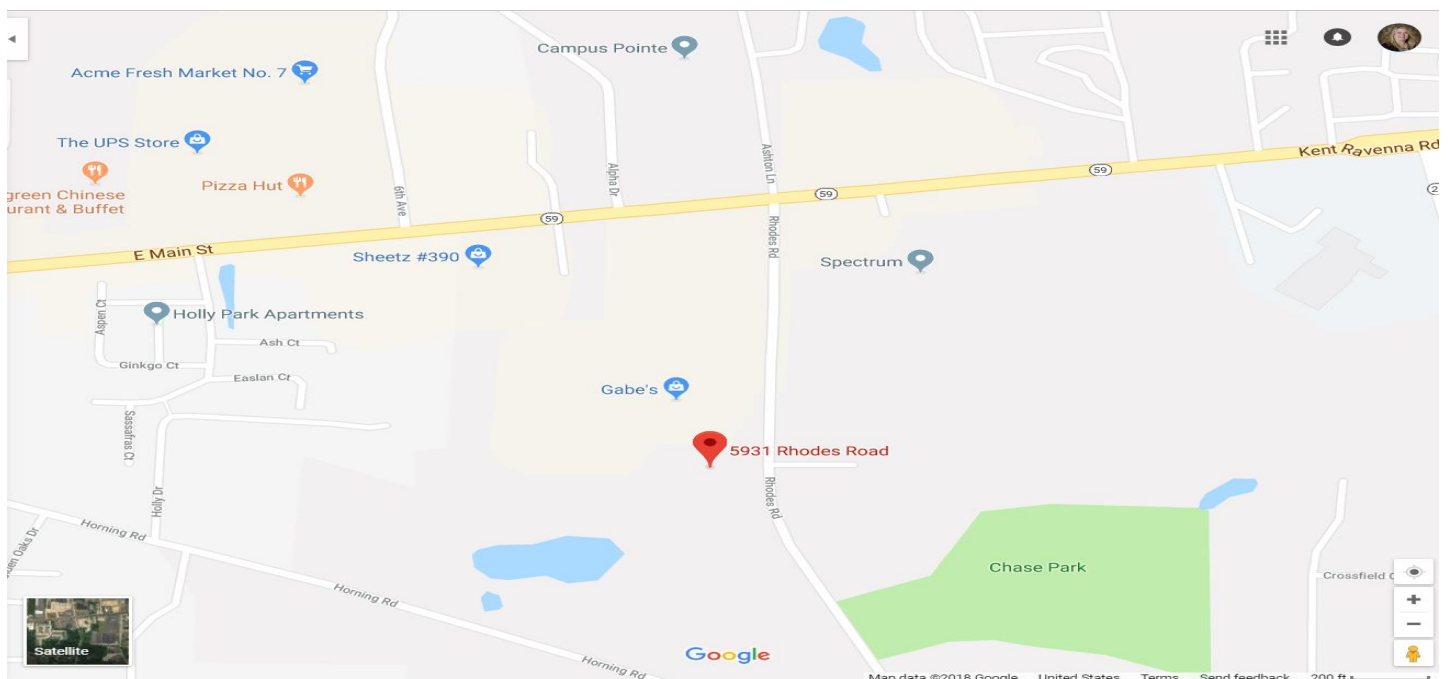 Campus Pointe
Acme Fresh Market No. 7
The UPS Store
Kent Ravenna Rd
Ashton Ln
59
Alpha Dr
green Chinese
urant & Buffet
Pizza Hut
6th Ave
59
59
2
Rhodes Rd
E Main St
Sheetz #390
Spectrum
Aspen Ct
Holly Park Apartments
Ash Ct
Ginkgo Ct
Easlan Ct
Gabe's
Sassafras Ct
5931 Rhodes Road
Rhodes Rd
Holly Dr
Horning Rd
Oaks Dr
Chase Park
Crossfield
Horning Rd
Satellite
Google
Horning Rd
Map data ©2018 Google United States Terms Send feedback 200 ft